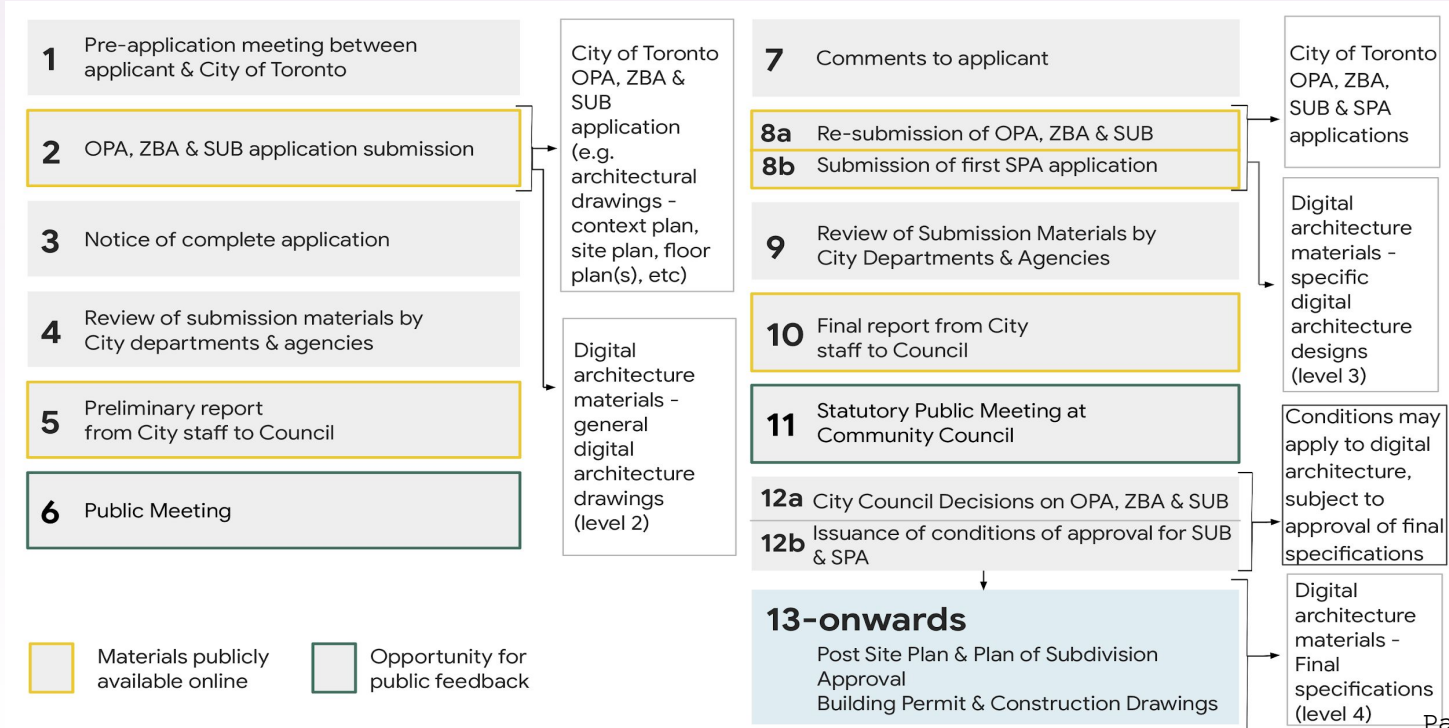 1
Pre-application meeting between
applicant & City of Toronto
2
OPA, ZBA & SUB application submission
3
Notice of complete application
4
Review of submission materials by
City departments & agencies
5
Preliminary report
from City staff to Council
6
Public Meeting
City of Toronto
OPA, ZBA &
SUB
application
(e.g.
architectural
drawings -
context plan,
site plan, floor
plan(s), etc)
Digital
architecture
materials -
general
digital
architecture
drawings
(level 2)
7
Comments to applicant
8a Re-submission of OPA, ZBA & SUB
8b Submission of first SPA application
9
Review of Submission Materials by
City Departments & Agencies
10
Final report from City
staff to Council
11
Statutory Public Meeting at
Community Council
12a City Council Decisions on OPA, ZBA & SUB
12b Issuance of conditions of approval for SUB
& SPA
13-onwards
Post Site Plan & Plan of Subdivision
Approval
Building Permit & Construction Drawings
City of Toronto
OPA, ZBA,
SUB & SPA
applications
Digital
architecture
materials -
specific
digital
architecture
designs
(level 3)
Conditions may
apply to digital
architecture,
subject to
approval of final
specifications
Digital
architecture
materials -
Final
specifications
(level 4)
Materials publicly
available online
Opportunity for
public feedback